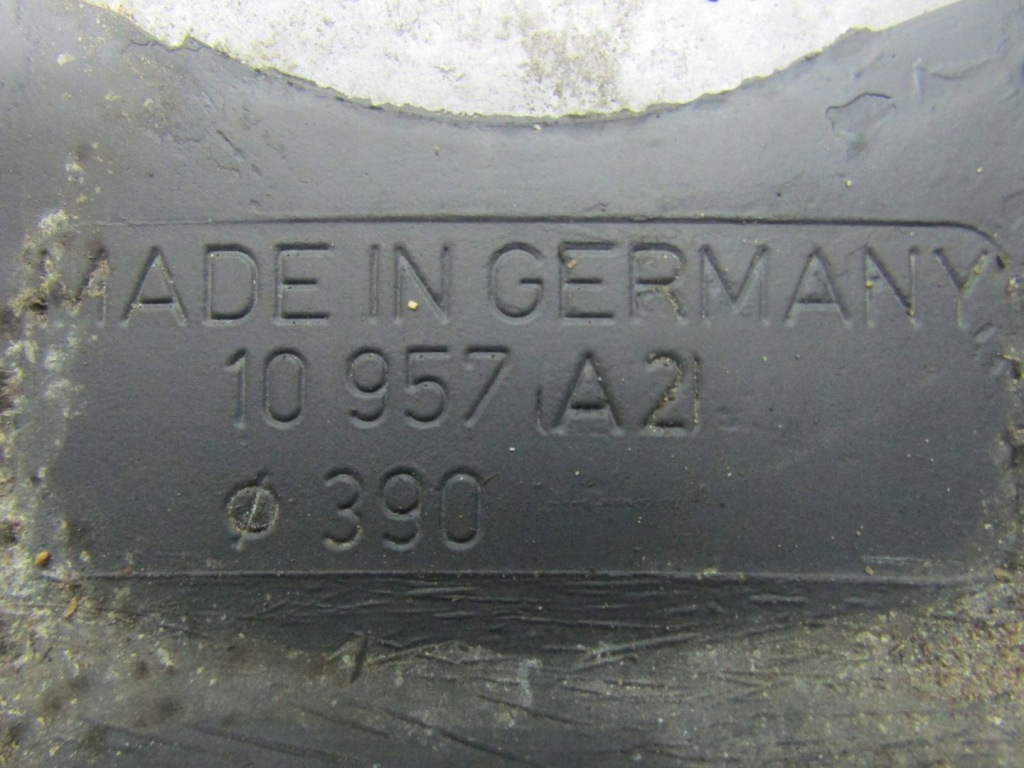 MADE IN GERMANY
10 957 (A2)
ϕ 390